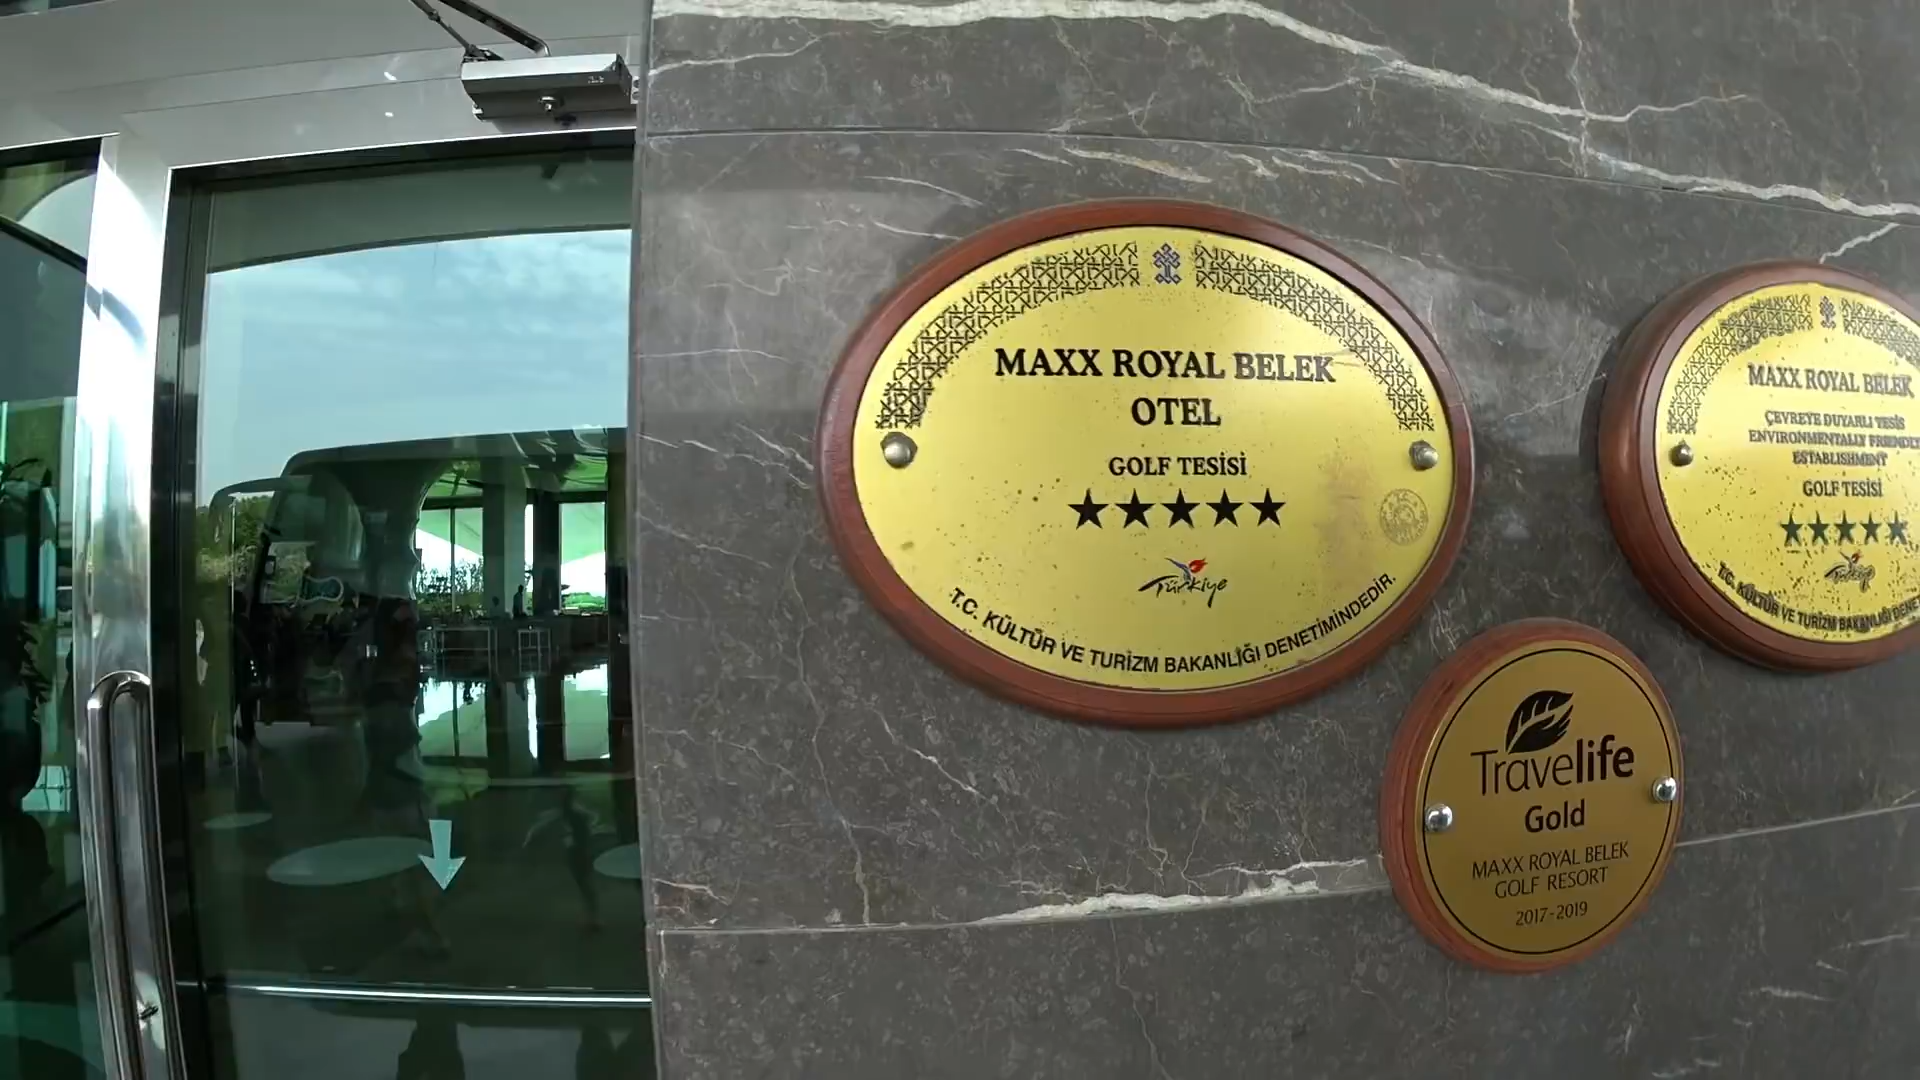 MAXX ROYAL BELEK
OTEL
GOLF TESİSİ
Türkiye
T.C. KÜLTÜR VE TURİZM BAKANLIĞI DENETİMİNDEDİR.
MAXX ROYAL BELEK
ÇEVREYE DUYARLI TESİS
ENVIRONMENTALLY FRIENDLY
ESTABLISHMENT
GOLF TESİSİ
Türkiye
T.C. KÜLTÜR VE TURİZM BAKANLIĞI DENE
Travelife
Gold
MAXX ROYAL BELEK
GOLF RESORT
2017-2019